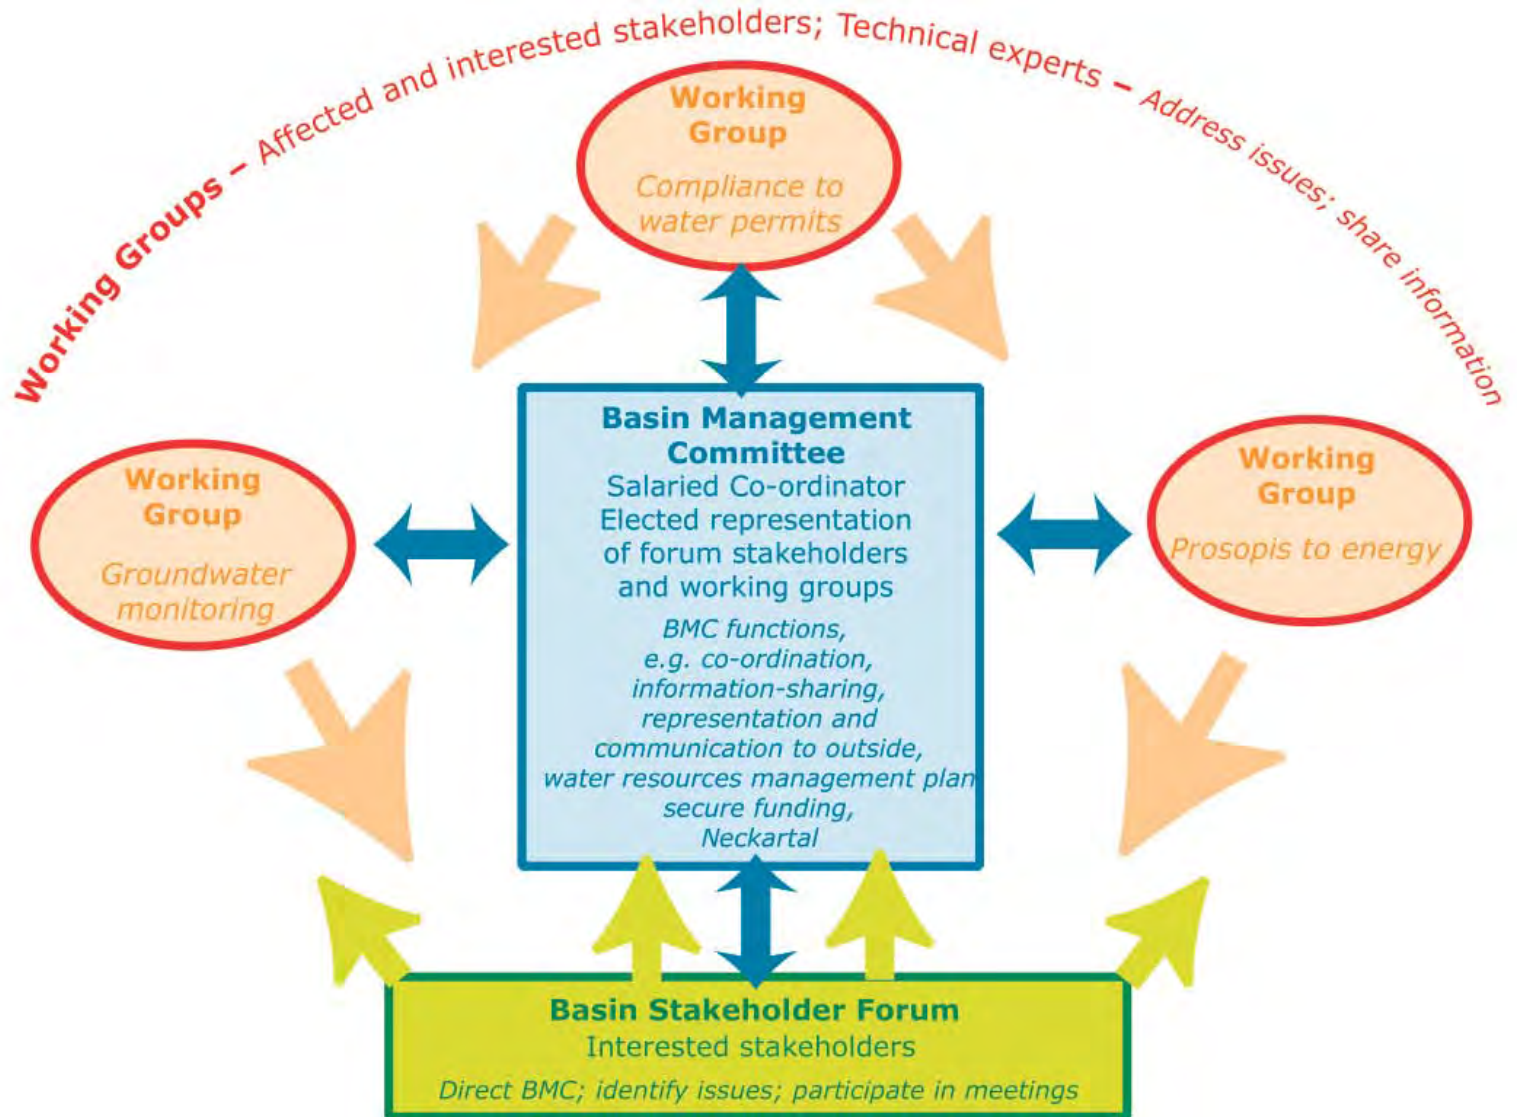 Working Groups – Affected and interested stakeholders; Technical experts – Address issues; share information
Working
Group
Compliance to
water permits
Working
Group
Groundwater
monitoring
Basin Management
Committee
Salaried Co-ordinator
Elected representation
of forum stakeholders
and working groups
BMC functions,
e.g. co-ordination,
information-sharing,
representation and
communication to outside,
water resources management plan
secure funding,
Neckartal
Working
Group
Prosopis to energy
Basin Stakeholder Forum
Interested stakeholders
Direct BMC; identify issues; participate in meetings